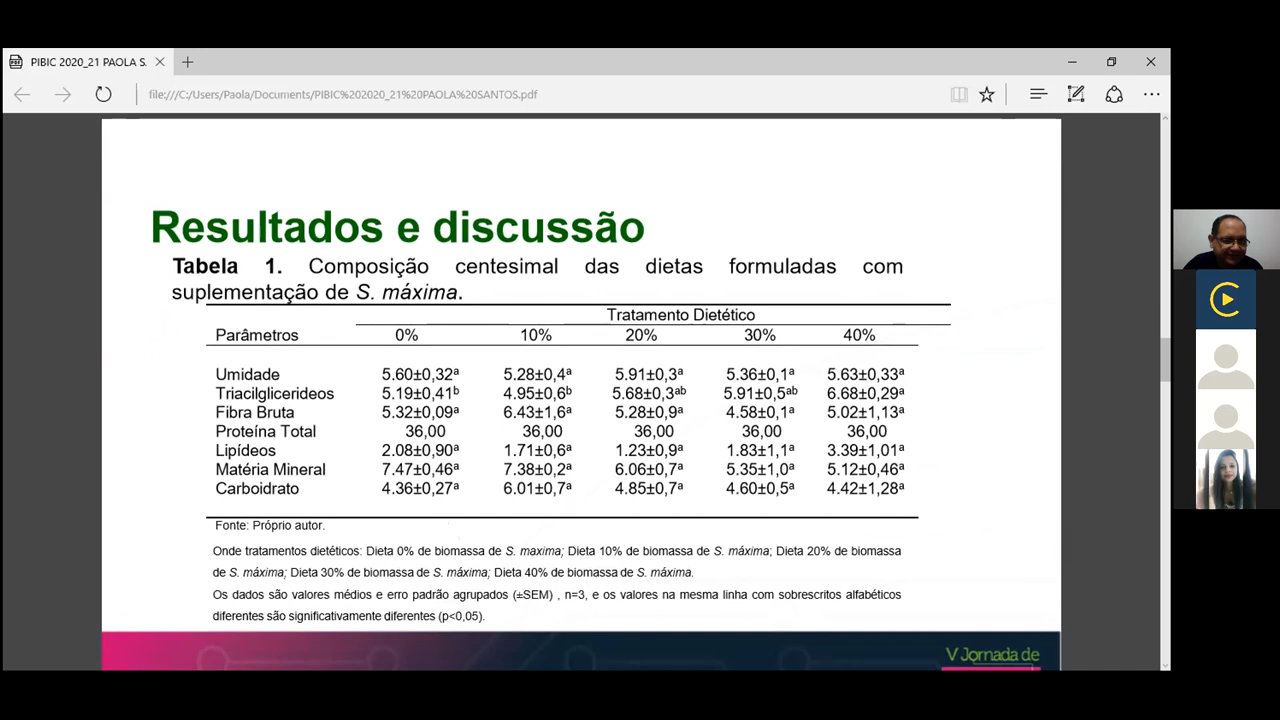 PIBIC 2020_21 PAOLA S.
file:///C:/Users/Paola/Documents/PIBIC%202020_21%20PAOLA%20SANTOS.pdf
Resultados e discussão
Tabela 1. Composição centesimal das dietas formuladas com
suplementação de S. máxima.
Tratamento Dietético
Parâmetros 0% 10% 20% 30% 40%
Umidade 5.60±0,32ᵃ 5.28±0,4ᵃ 5.91±0,3ᵃ 5.36±0,1ᵃ 5.63±0,33ᵃ
Triacilglicerideos 5.19±0,41ᵇ 4.95±0,6ᵇ 5.68±0,3ᵃᵇ 5.91±0,5ᵃᵇ 6.68±0,29ᵃ
Fibra Bruta 5.32±0,09ᵃ 6.43±1,6ᵃ 5.28±0,9ᵃ 4.58±0,1ᵃ 5.02±1,13ᵃ
Proteína Total 36,00 36,00 36,00 36,00 36,00
Lipídeos 2.08±0,90ᵃ 1.71±0,6ᵃ 1.23±0,9ᵃ 1.83±1,1ᵃ 3.39±1,01ᵃ
Matéria Mineral 7.47±0,46ᵃ 7.38±0,2ᵃ 6.06±0,7ᵃ 5.35±1,0ᵃ 5.12±0,46ᵃ
Carboidrato 4.36±0,27ᵃ 6.01±0,7ᵃ 4.85±0,7ᵃ 4.60±0,5ᵃ 4.42±1,28ᵃ
Fonte: Próprio autor.
Onde tratamentos dietéticos: Dieta 0% de biomassa de S. maxima; Dieta 10% de biomassa de S. máxima; Dieta 20% de biomassa
de S. máxima; Dieta 30% de biomassa de S. máxima; Dieta 40% de biomassa de S. máxima.
Os dados são valores médios e erro padrão agrupados (±SEM) , n=3, e os valores na mesma linha com sobrescritos alfabéticos
diferentes são significativamente diferentes (p<0,05).
V Jornada de